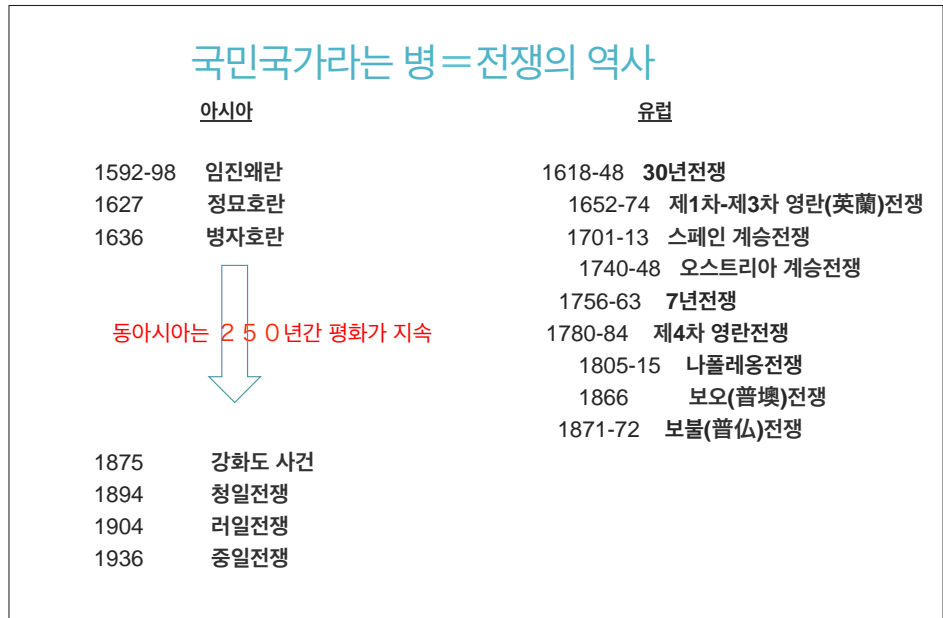 국민국가라는 병＝전쟁의 역사
아시아
1592-98 임진왜란
1627 정묘호란
1636 병자호란
동아시아는 ２５０년간 평화가 지속
1875 강화도 사건
1894 청일전쟁
1904 러일전쟁
1936 중일전쟁
유럽
1618-48 30년전쟁
1652-74 제1차-제3차 영란(英蘭)전쟁
1701-13 스페인 계승전쟁
1740-48 오스트리아 계승전쟁
1756-63 7년전쟁
1780-84 제4차 영란전쟁
1805-15 나폴레옹전쟁
1866 보오(普墺)전쟁
1871-72 보불(普仏)전쟁